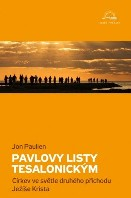 Jon Paulien
PAVLOVY LISTY
TESALONICKÝM
Církev ve světle druhého příchodu
Ježíše Krista